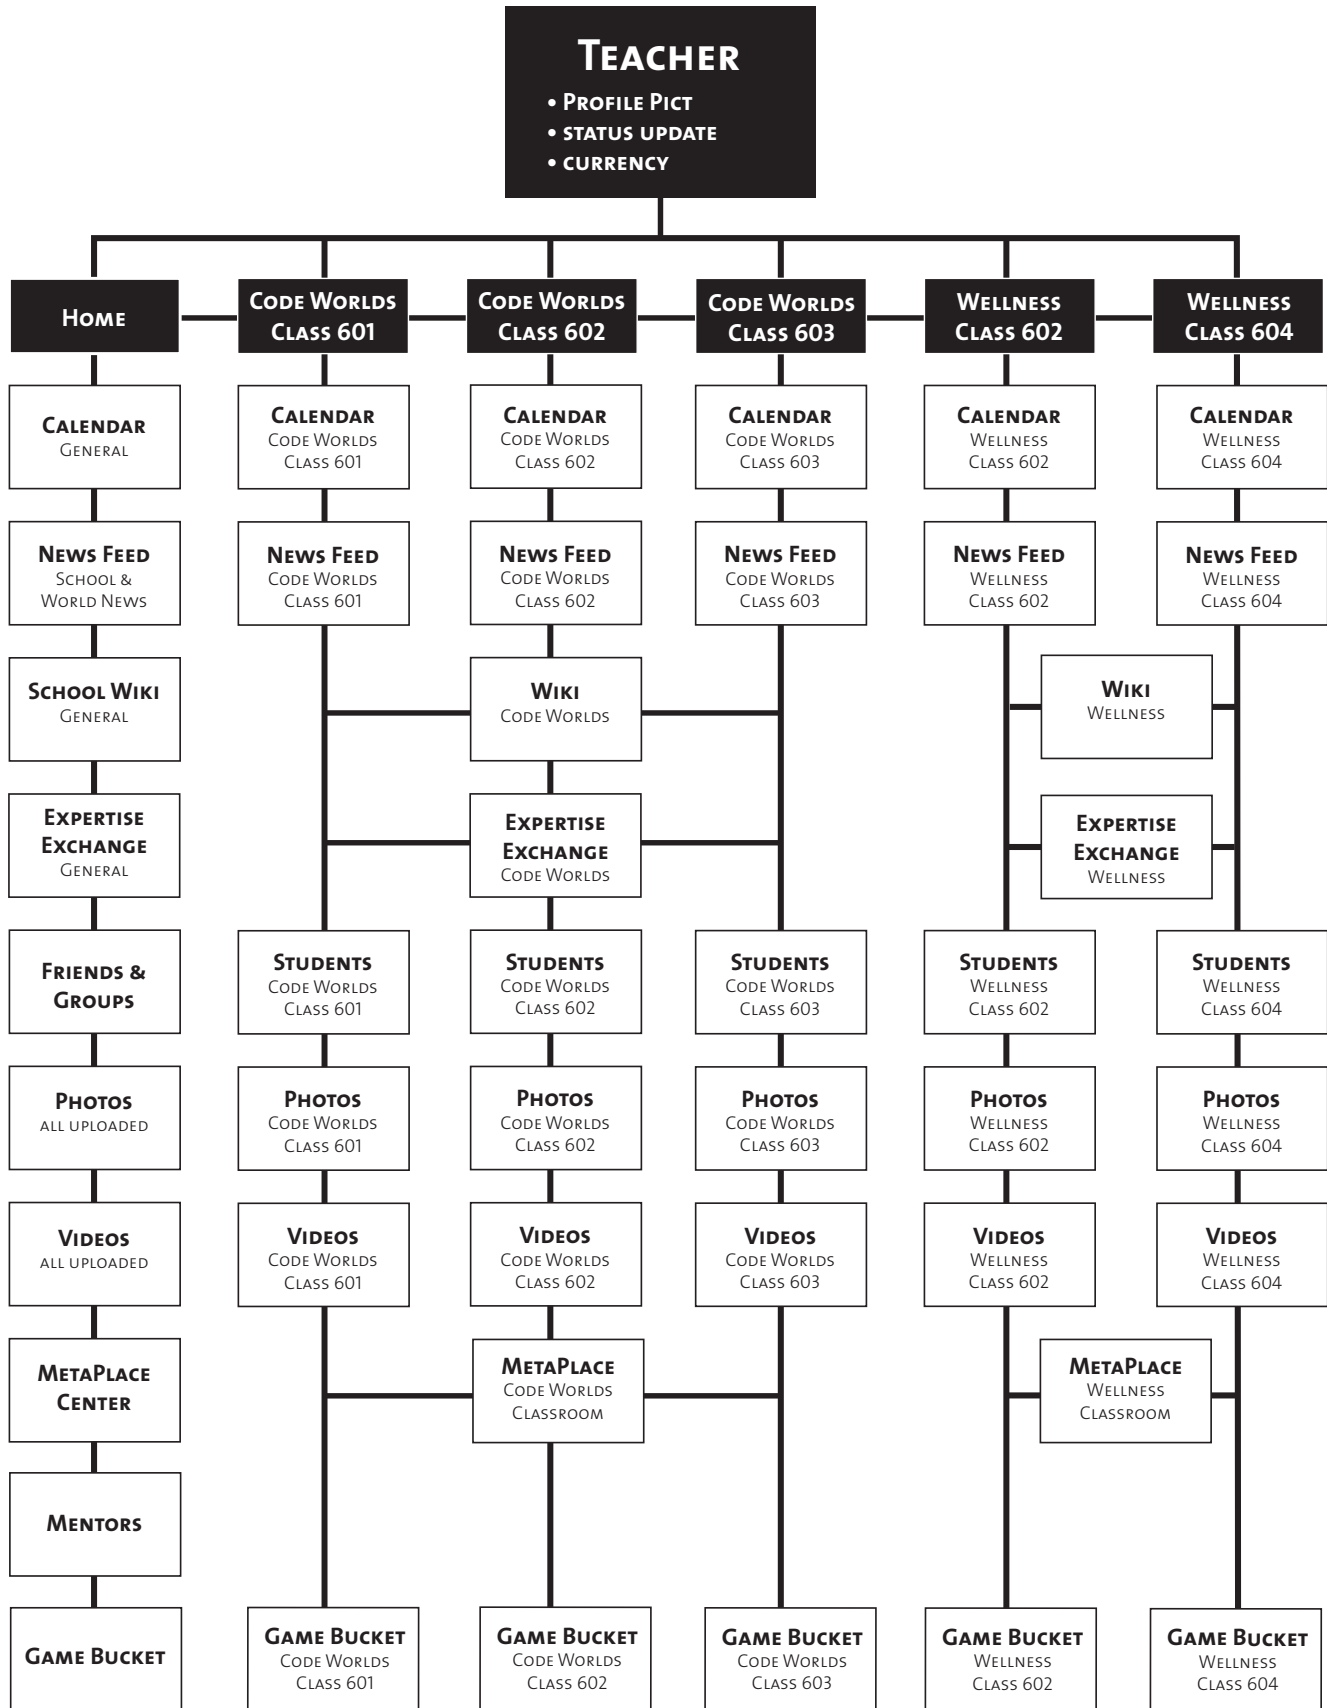 Teacher
• Profile Pict
• status update
• currency
Home
Code Worlds
Class 601
Code Worlds
Class 602
Code Worlds
Class 603
Wellness
Class 602
Wellness
Class 604
Calendar
General
Calendar
Code Worlds
Class 601
Calendar
Code Worlds
Class 602
Calendar
Code Worlds
Class 603
Calendar
Wellness
Class 602
Calendar
Wellness
Class 604
News Feed
School &
World News
News Feed
Code Worlds
Class 601
News Feed
Code Worlds
Class 602
News Feed
Code Worlds
Class 603
News Feed
Wellness
Class 602
News Feed
Wellness
Class 604
School Wiki
General
Wiki
Code Worlds
Wiki
Wellness
Expertise
Exchange
General
Expertise
Exchange
Code Worlds
Expertise
Exchange
Wellness
Friends &
Groups
Students
Code Worlds
Class 601
Students
Code Worlds
Class 602
Students
Code Worlds
Class 603
Students
Wellness
Class 602
Students
Wellness
Class 604
Photos
all uploaded
Photos
Code Worlds
Class 601
Photos
Code Worlds
Class 602
Photos
Code Worlds
Class 603
Photos
Wellness
Class 602
Photos
Wellness
Class 604
Videos
all uploaded
Videos
Code Worlds
Class 601
Videos
Code Worlds
Class 602
Videos
Code Worlds
Class 603
Videos
Wellness
Class 602
Videos
Wellness
Class 604
MetaPlace
Center
MetaPlace
Code Worlds
Classroom
MetaPlace
Wellness
Classroom
Mentors
Game Bucket
Game Bucket
Code Worlds
Class 601
Game Bucket
Code Worlds
Class 602
Game Bucket
Code Worlds
Class 603
Game Bucket
Wellness
Class 602
Game Bucket
Wellness
Class 604